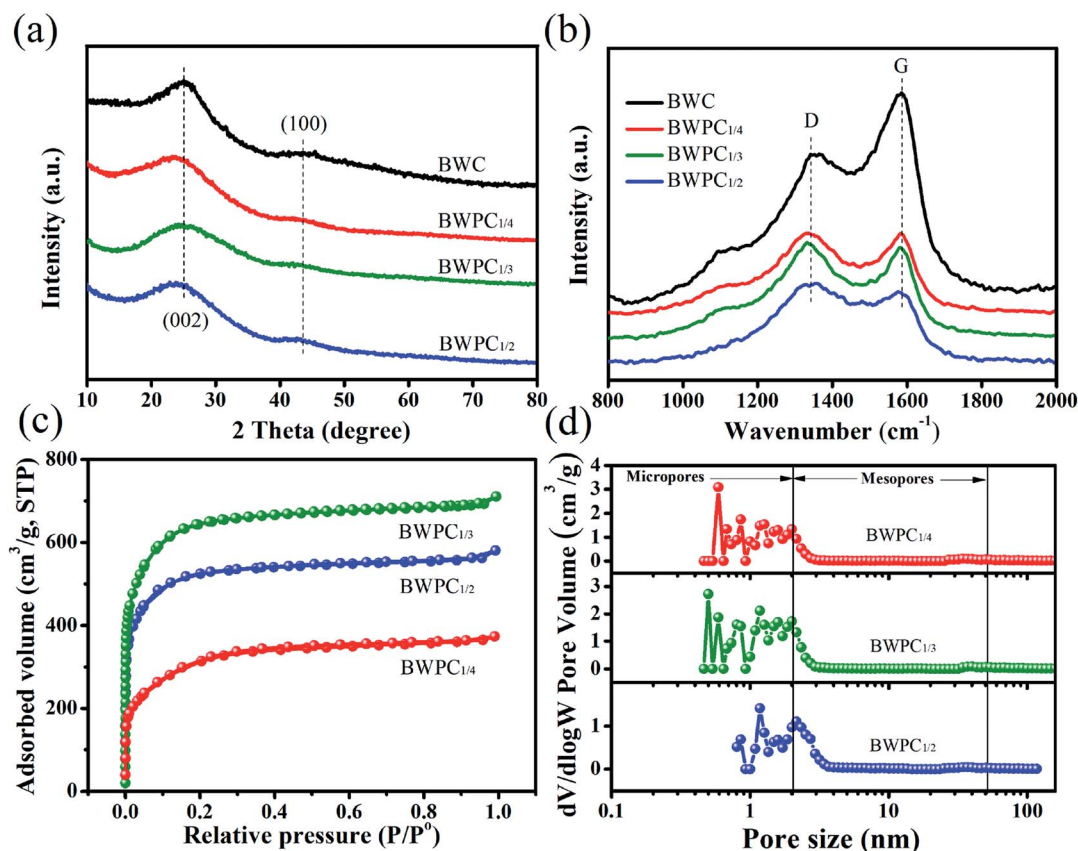 (a)
Intensity (a.u.)
(100)
BWC
BWPC1/4
BWPC1/3
(002)
BWPC1/2
10 20 30 40 50 60 70 80
2 Theta (degree)
(b)
Intensity (a.u.)
BWC
BWPC1/4
BWPC1/3
BWPC1/2
D
G
800 1000 1200 1400 1600 1800 2000
Wavenumber (cm-1)
(c)
Adsorbed volume (cm3/g, STP)
800
600
400
200
0
BWPC1/3
BWPC1/2
BWPC1/4
0.0 0.2 0.4 0.6 0.8 1.0
Relative pressure (P/Po)
(d)
dV/dlogW Pore Volume (cm3/g)
4
3
2
1
0
Micropores
Mesopores
BWPC1/4
3
2
1
0
BWPC1/3
1
0
BWPC1/2
0.1 1 10 100
Pore size (nm)